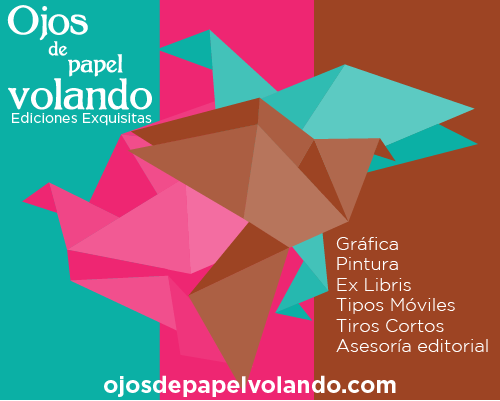 Ojos
de papel
volando
Ediciones Exquisitas
Gráfica
Pintura
Ex Libris
Tipos Móviles
Tiros Cortos
Asesoría editorial
ojosdepapelvolando.com